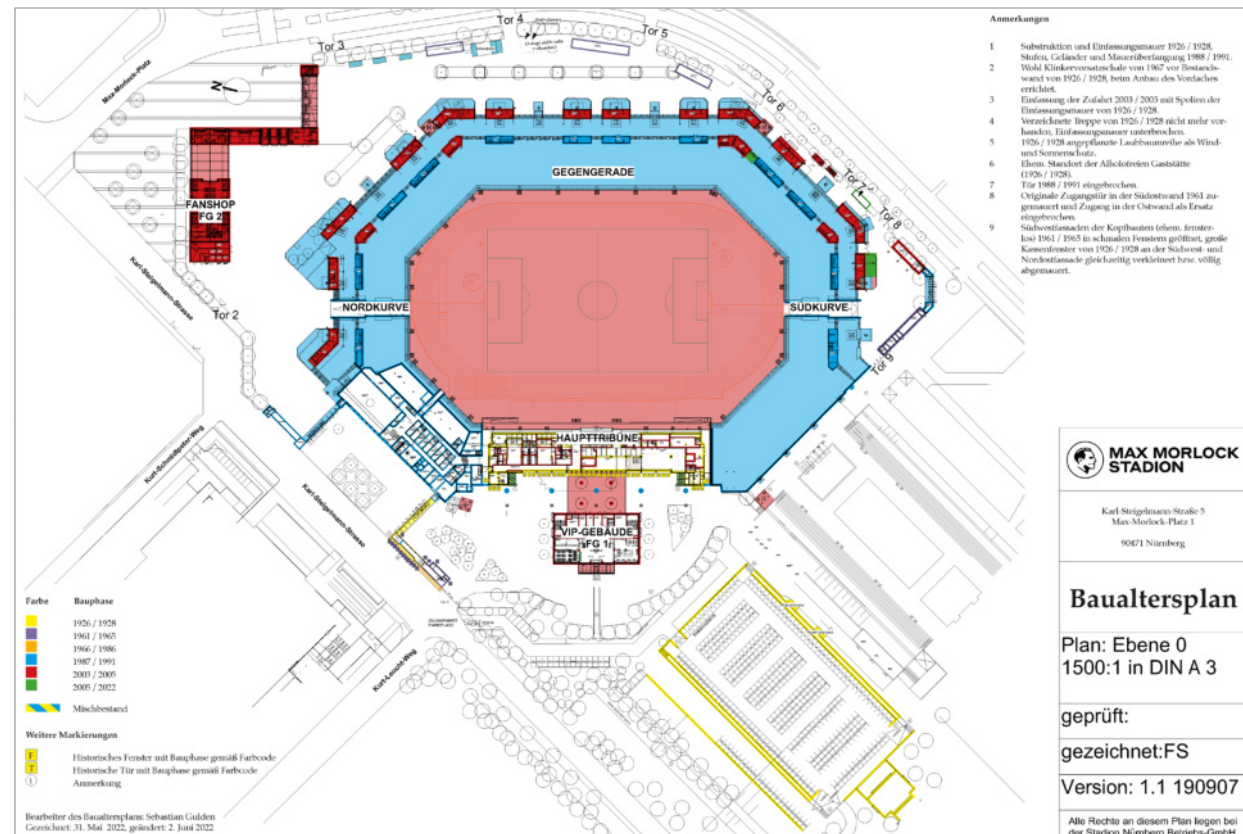 Anmerkungen
1 Substruktion und Einfassungsmauer 1926 / 1928,
Stufen, Geländer und Mauerüberfangung 1988 / 1991.
2 Wohl Klinkervorsatzschale von 1967 vor Bestands-
wand von 1926 / 1928, beim Anbau des Vordaches
errichtet.
3 Einfassung der Zufahrt 2003 / 2005 mit Spolien der
Einfassungsmauer von 1926 / 1928.
4 Verzeichnete Treppe von 1926 / 1928 nicht mehr vor-
handen, Einfassungsmauer unterbrochen.
5 1926 / 1928 angepflanzte Laubbaumreihe als Wind-
und Sonnenschutz.
6 Ehem. Standort der Alholofreien Gaststätte
(1926 / 1928).
7 Tür 1988 / 1991 eingebrochen.
8 Originale Zugangstür in der Südostwand 1961 zu-
gemauert und Zugang in der Ostwand als Ersatz
eingebrochen.
9 Südwestfassaden der Kopfbauten (ehem. fenster-
los) 1961 / 1965 in schmalen Fenstern geöffnet, große
Kassenfenster von 1926 / 1928 an der Südwest- und
Nordostfassade gleichzeitig verkleinert bzw. völlig
abgemauert.
Tor 3
Tor 4
Tor 5
Tor 6
Tor 7
Tor 8
Tor 9
Tor 2
Max-Morlock-Platz
N
FANSHOP
FG 2
Karl-Steigelmann-Strasse
GEGENGERADE
NORDKURVE
SÜDKURVE
HAUPTTRIBÜNE
VIP-GEBÄUDE
FG 1
Kurt-Schmidtpeter-Weg
Karl-Steigelmann-Strasse
Kurt-Leucht-Weg
Farbe Bauphase
1926 / 1928
1961 / 1965
1966 / 1986
1987 / 1991
2003 / 2005
2005 / 2022
Mischbestand
Weitere Markierungen
F Historisches Fenster mit Bauphase gemäß Farbcode
T Historische Tür mit Bauphase gemäß Farbcode
1 Anmerkung
Bearbeiter des Baualtersplans: Sebastian Gulden
Gezeichnet: 31. Mai 2022, geändert: 2. Juni 2022
MAX MORLOCK
STADION
Karl-Steigelmann-Straße 5
Max-Morlock-Platz 1
90471 Nürnberg
Baualtersplan
Plan: Ebene 0
1500:1 in DIN A 3
geprüft:
gezeichnet:FS
Version: 1.1 190907
Alle Rechte an diesem Plan liegen bei
der Stadion Nürnberg Betriebs-GmbH